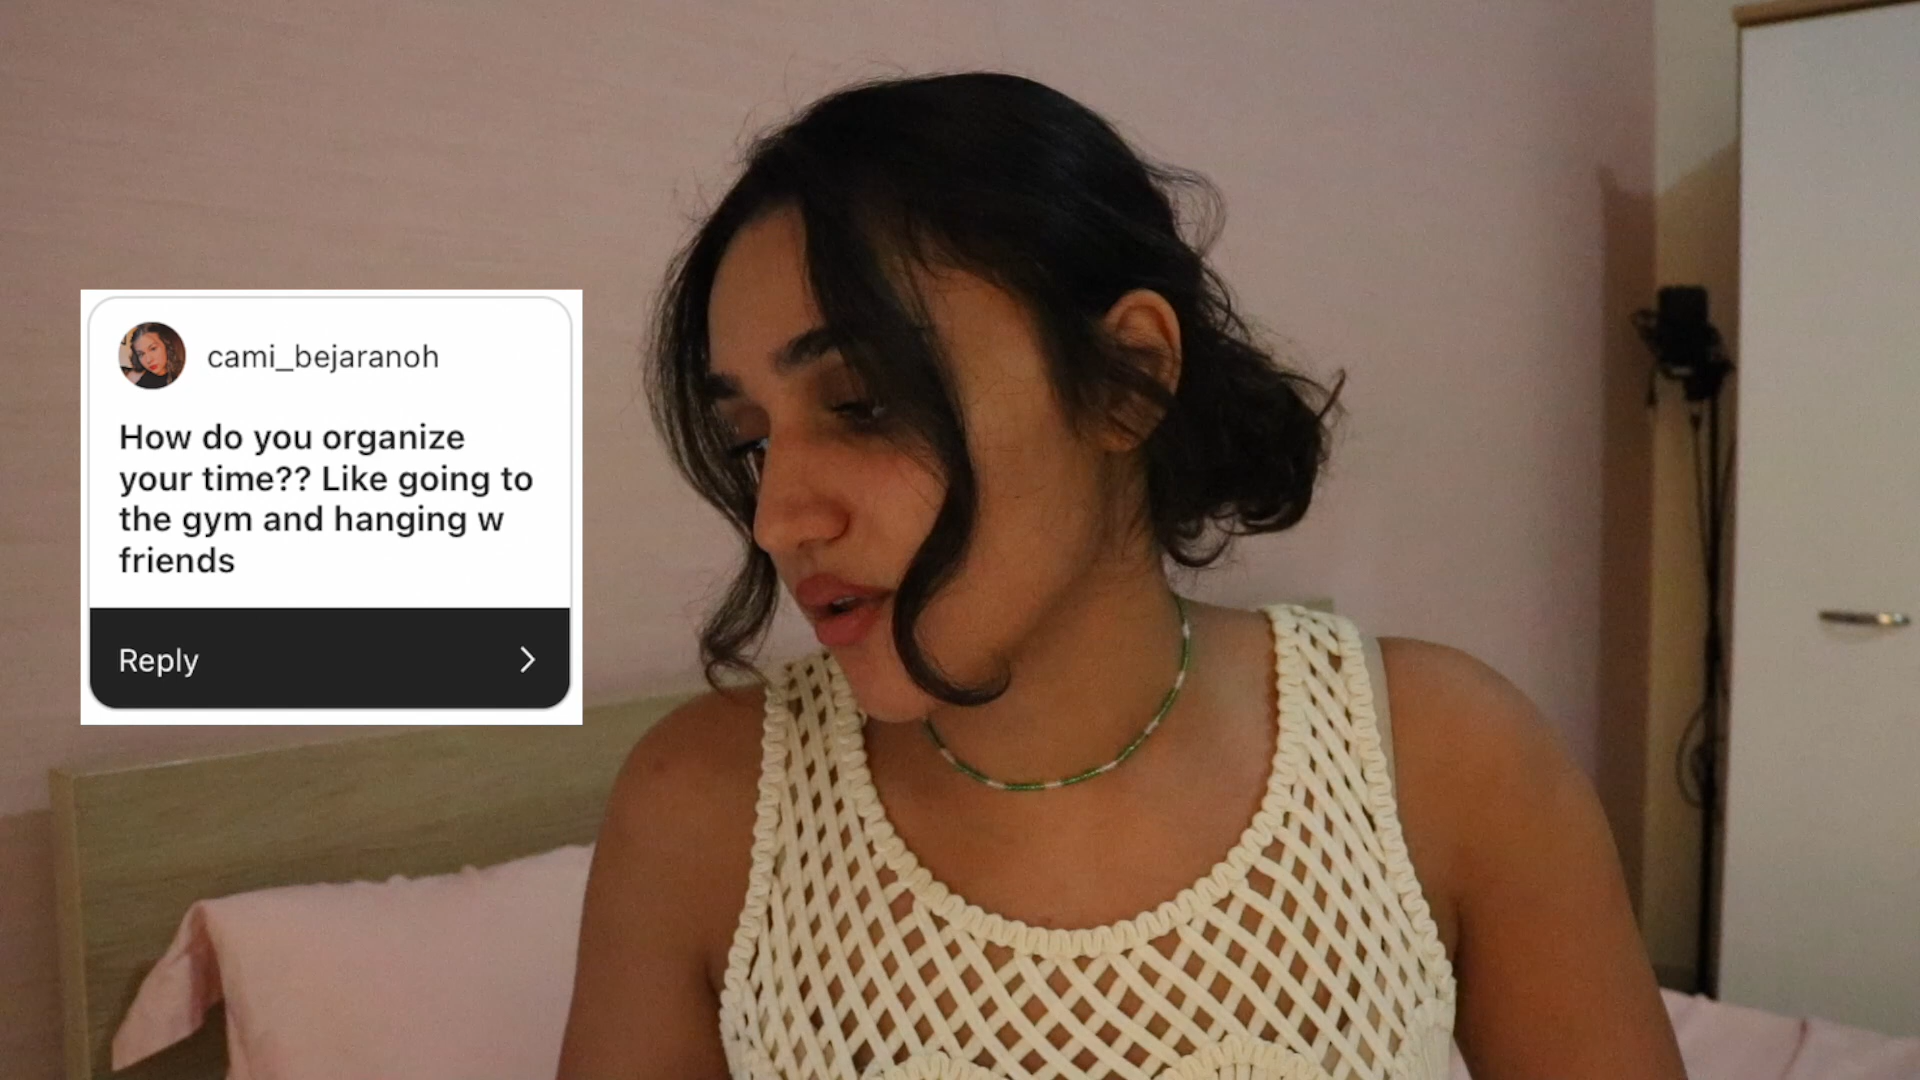 cami_bejaranoh
How do you organize
your time?? Like going to
the gym and hanging w
friends
Reply